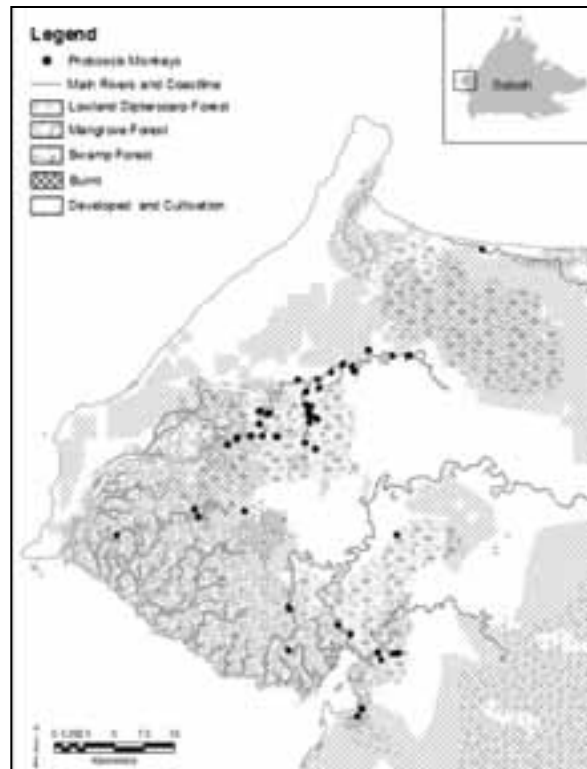 Legend
Proboscis Monkeys
Main Rivers and Coastline
Lowland Dipterocarp Forest
Mangrove Forest
Swamp Forest
Burnt
Developed and Cultivation
Sabah
Kilometers